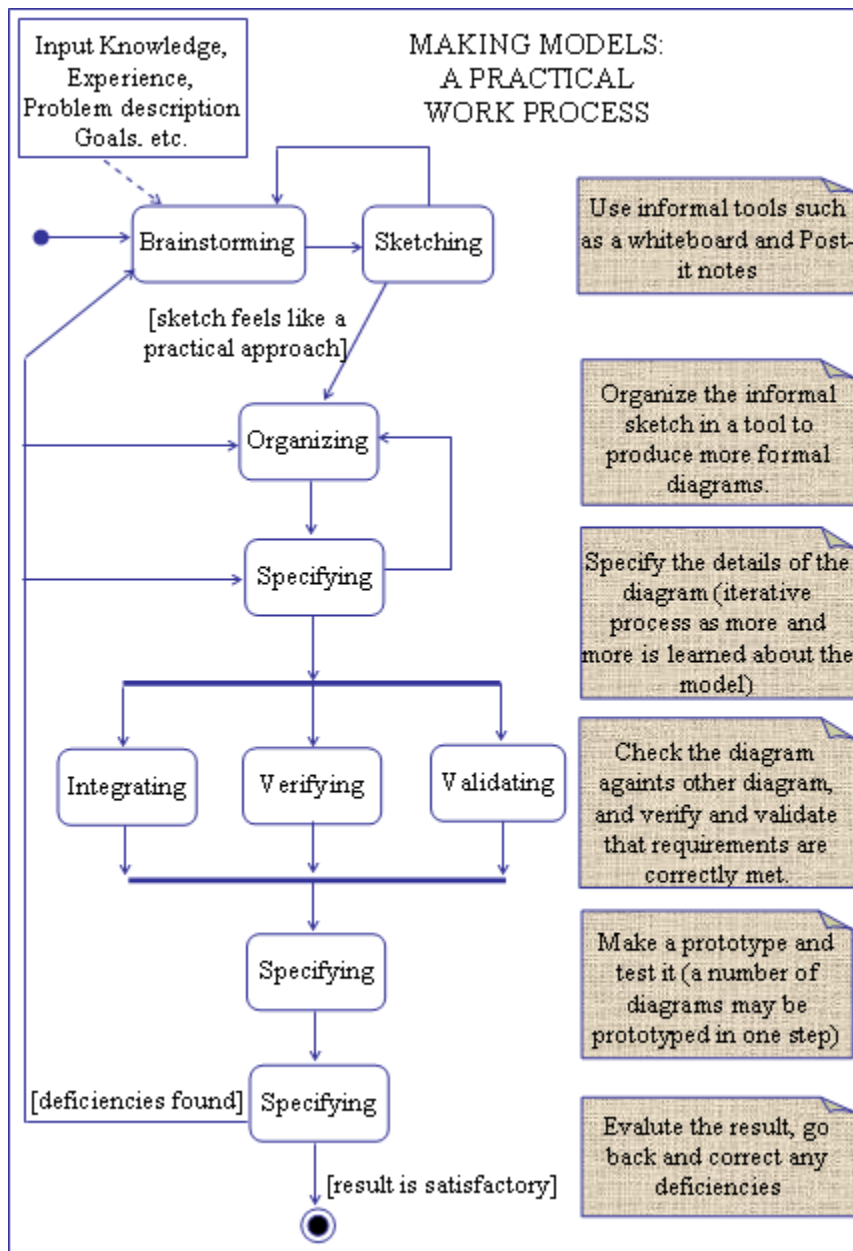 Input Knowledge,
Experience,
Problem description
Goals. etc.
MAKING MODELS:
A PRACTICAL
WORK PROCESS
Brainstorming
Sketching
Use informal tools such
as a whiteboard and Post-
it notes
[sketch feels like a
practical approach]
Organizing
Organize the informal
sketch in a tool to
produce more formal
diagrams.
Specifying
Specify the details of the
diagram (iterative
process as more and
more is learned about the
model)
Integrating
Verifying
Validating
Check the diagram
againts other diagram,
and verify and validate
that requirements are
correctly met.
Specifying
Make a prototype and
test it (a number of
diagrams may be
prototyped in one step)
[deficiencies found]
Specifying
Evalute the result, go
back and correct any
deficiencies
[result is satisfactory]